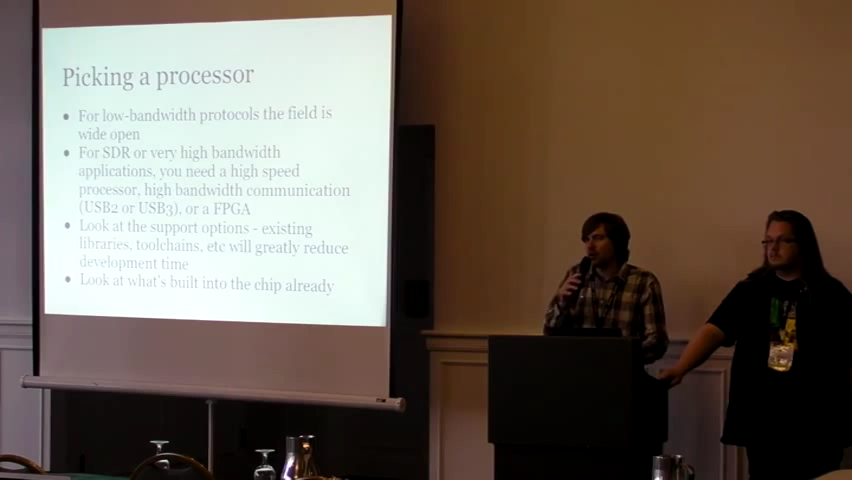 Picking a processor
● For low-bandwidth protocols the field is
wide open
● For SDR or very high bandwidth
applications, you need a high speed
processor, high bandwidth communication
(USB2 or USB3), or a FPGA
● Look at the support options - existing
libraries, toolchains, etc will greatly reduce
development time
● Look at what's built into the chip already